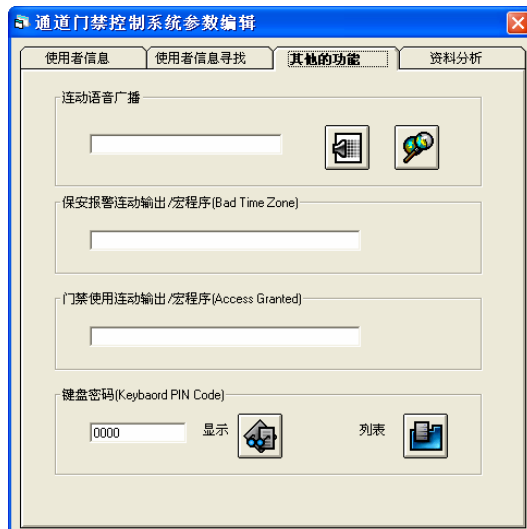 通道门禁控制系统参数编辑
使用者信息 使用者信息寻找 其他的功能 资料分析
连动语音广播
保安报警连动输出/宏程序(Bad Time Zone)
门禁使用连动输出/宏程序(Access Granted)
键盘密码(Keybaord PIN Code)
0000 显示 列表